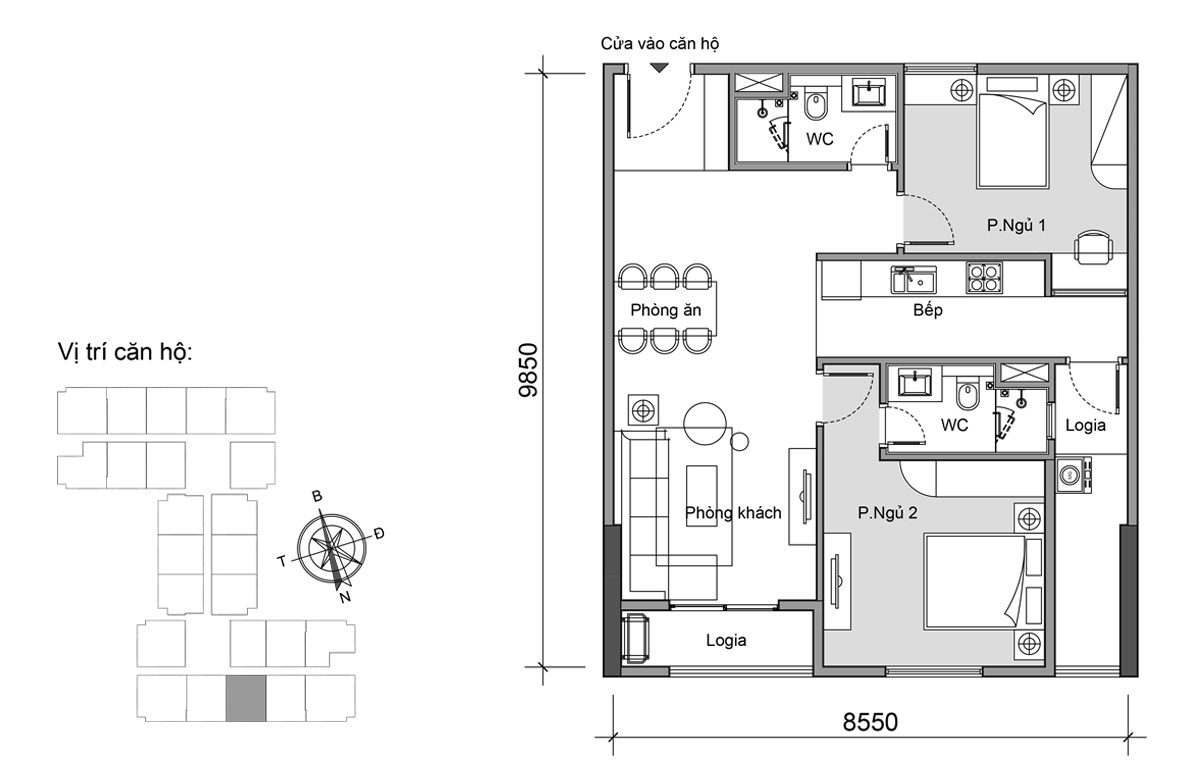 Cửa vào căn hộ
WC
P.Ngủ 1
Phòng ăn
Bếp
9850
Vị trí căn hộ:
WC
Logia
B
Đ
T
N
Phòng khách
P.Ngủ 2
Logia
8550